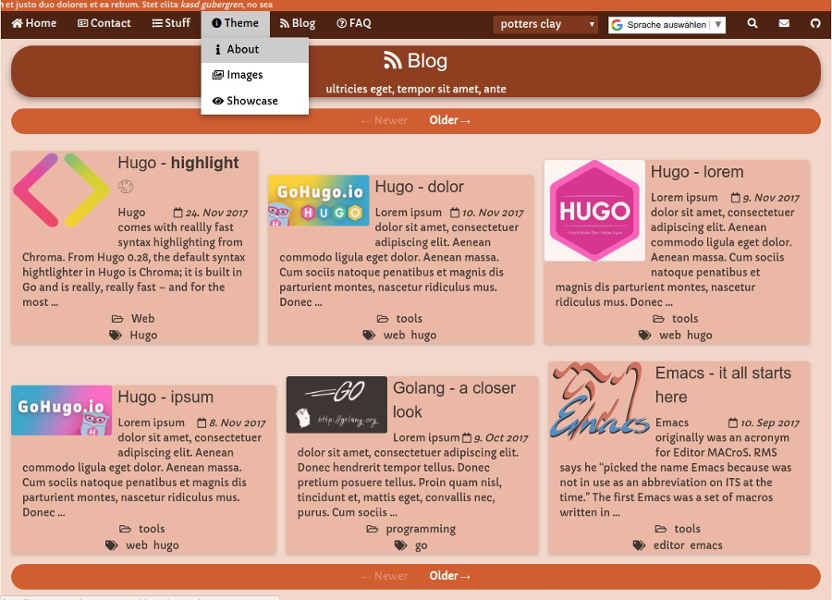 et justo duo dolores et ea rebum. Stet clita kasd gubergren, no sea
Home Contact Stuff Theme Blog FAQ potters clay Sprache auswählen ▼
About
Images
Showcase
Blog
ultricies eget, tempor sit amet, ante
← Newer Older →
Hugo - highlight
Hugo 24. Nov 2017
comes with reallly fast
syntax highlighting from
Chroma. From Hugo 0.28, the default syntax
hightlighter in Hugo is Chroma; it is built in
Go and is really, really fast – and for the
most ...
Web
Hugo
GoHugo.io
HUGO
Hugo - dolor
Lorem ipsum 10. Nov 2017
dolor sit amet, consectetuer
adipiscing elit. Aenean
commodo ligula eget dolor. Aenean massa.
Cum sociis natoque penatibus et magnis dis
parturient montes, nascetur ridiculus mus.
Donec ...
tools
web hugo
HUGO
Hugo - lorem
Lorem ipsum 9. Nov 2017
dolor sit amet, consectetuer
adipiscing elit. Aenean
commodo ligula eget dolor.
Aenean massa. Cum sociis
natoque penatibus et
magnis dis parturient montes, nascetur
ridiculus mus. Donec ...
tools
web hugo
GoHugo.io
Hugo - ipsum
Lorem ipsum 8. Nov 2017
dolor sit amet, consectetuer
adipiscing elit. Aenean
commodo ligula eget dolor. Aenean massa.
Cum sociis natoque penatibus et magnis dis
parturient montes, nascetur ridiculus mus.
Donec ...
tools
web hugo
GO
http://golang.org
Golang - a closer
look
Lorem ipsum 9. Oct 2017
dolor sit amet, consectetuer adipiscing elit.
Donec hendrerit tempor tellus. Donec
pretium posuere tellus. Proin quam nisl,
tincidunt et, mattis eget, convallis nec,
purus. Cum sociis ...
programming
go
Emacs
Emacs - it all starts
here
Emacs 10. Sep 2017
originally was an acronym
for Editor MACroS. RMS
says he “picked the name Emacs because was
not in use as an abbreviation on ITS at the
time.” The first Emacs was a set of macros
written in ...
tools
editor emacs
← Newer Older →